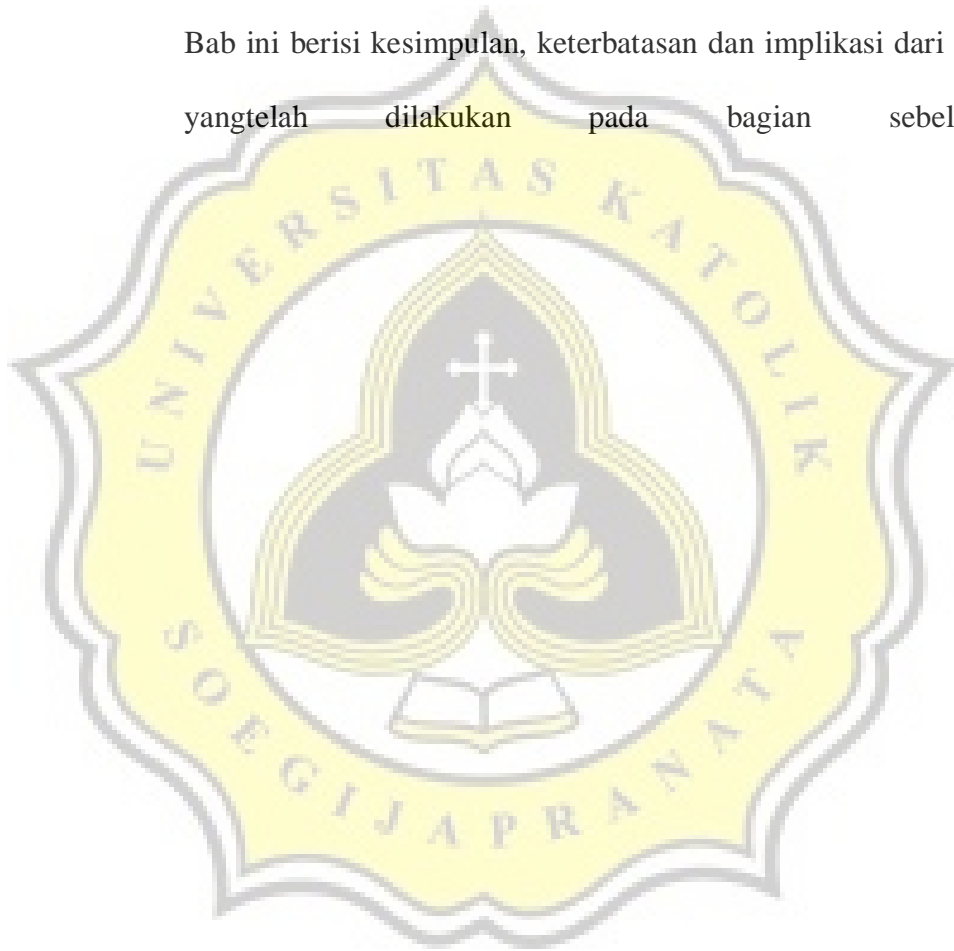 Bab ini berisi kesimpulan, keterbatasan dan implikasi dari
yangtelah dilakukan pada bagian sebel
UNIVERSITAS KATOLIK
SOEGIJAPRANATA